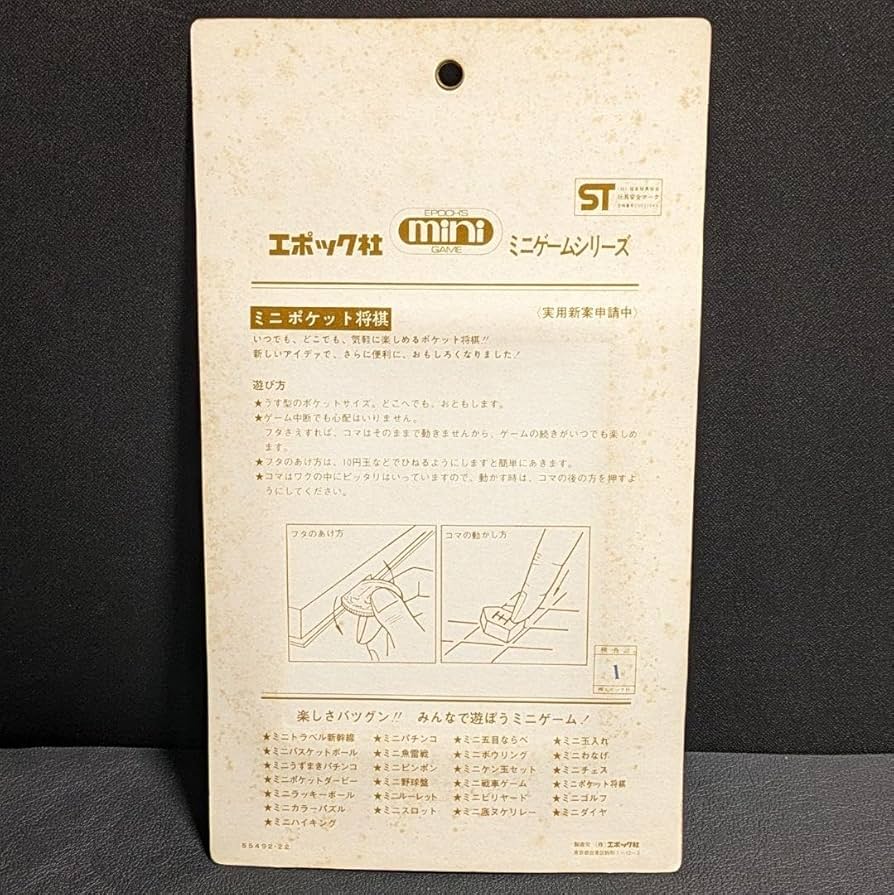 ST
玩具安全マーク
エポック社
EPOCH'S
mini
GAME
ミニゲームシリーズ
ミニポケット将棋
〈実用新案申請中〉
いつでも、どこでも、気軽に楽しめるポケット将棋!!
新しいアイデァで、さらに便利に、おもしろくなりました!
遊び方
★うす型のポケットサイズ。どこへでも、おともします。
★ゲーム中断でも心配はいりません。
フタさえすれば、コマはそのままで動きませんから、ゲームの続きがいつでも楽しめ
ます。
★フタのあけ方は、10円玉などでひねるようにしますと簡単にあきます。
★コマはワクの中にピッタリはいっていますので、動かす時は、コマの後の方を押すよ
うにしてください。
フタのあけ方
コマの動かし方
1
楽しさバツグン!! みんなで遊ぼうミニゲーム!
★ミニトラベル新幹線 ★ミニパチンコ ★ミニ五目ならべ ★ミニ玉入れ
★ミニバスケットボール ★ミニ魚雷戦 ★ミニボウリング ★ミニわなげ
★ミニうずまきパチンコ ★ミニピンポン ★ミニケン玉セット ★ミニチェス
★ミニポケットダービー ★ミニ野球盤 ★ミニ戦車ゲーム ★ミニポケット将棋
★ミニラッキーボール ★ミニルーレット ★ミニビリヤード ★ミニゴルフ
★ミニカラーパズル ★ミニスロット ★ミニ底ヌケリレー ★ミニダイヤ
★ミニハイキング
55492-22
製造元 (株)エポック社